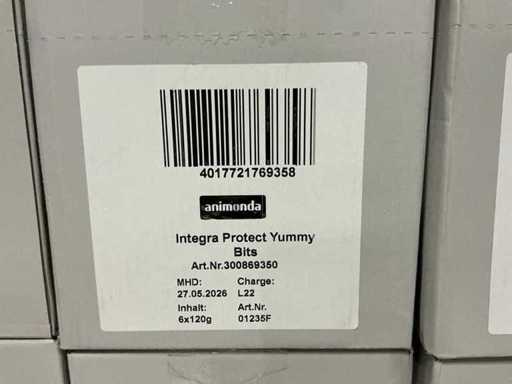 4017721769358
animonda
Integra Protect Yummy
Bits
Art.Nr.300869350
MHD: Charge:
27.05.2026 L22
Inhalt: Art.Nr.
6x120g 01235F